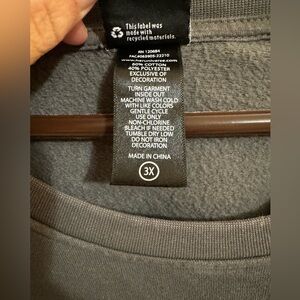 This label was
made with
recycled materials.
RN 130684
60% COTTON
40% POLYESTER
EXCLUSIVE OF
DECORATION
TURN GARMENT
INSIDE OUT
MACHINE WASH COLD
WITH LIKE COLORS
GENTLE CYCLE
USE ONLY
NON-CHLORINE
BLEACH IF NEEDED
TUMBLE DRY LOW
DO NOT IRON
DECORATION
MADE IN CHINA
3X